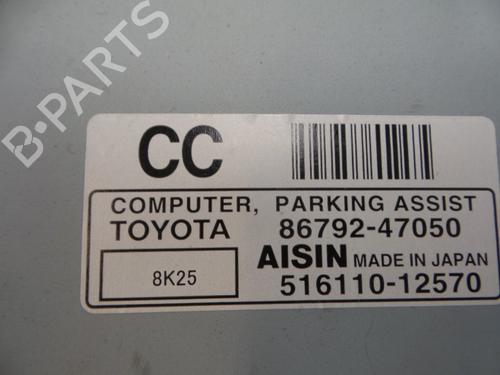 B-PARTS
CC
COMPUTER, PARKING ASSIST
TOYOTA 86792-47050
8K25
AISIN MADE IN JAPAN
516110-12570